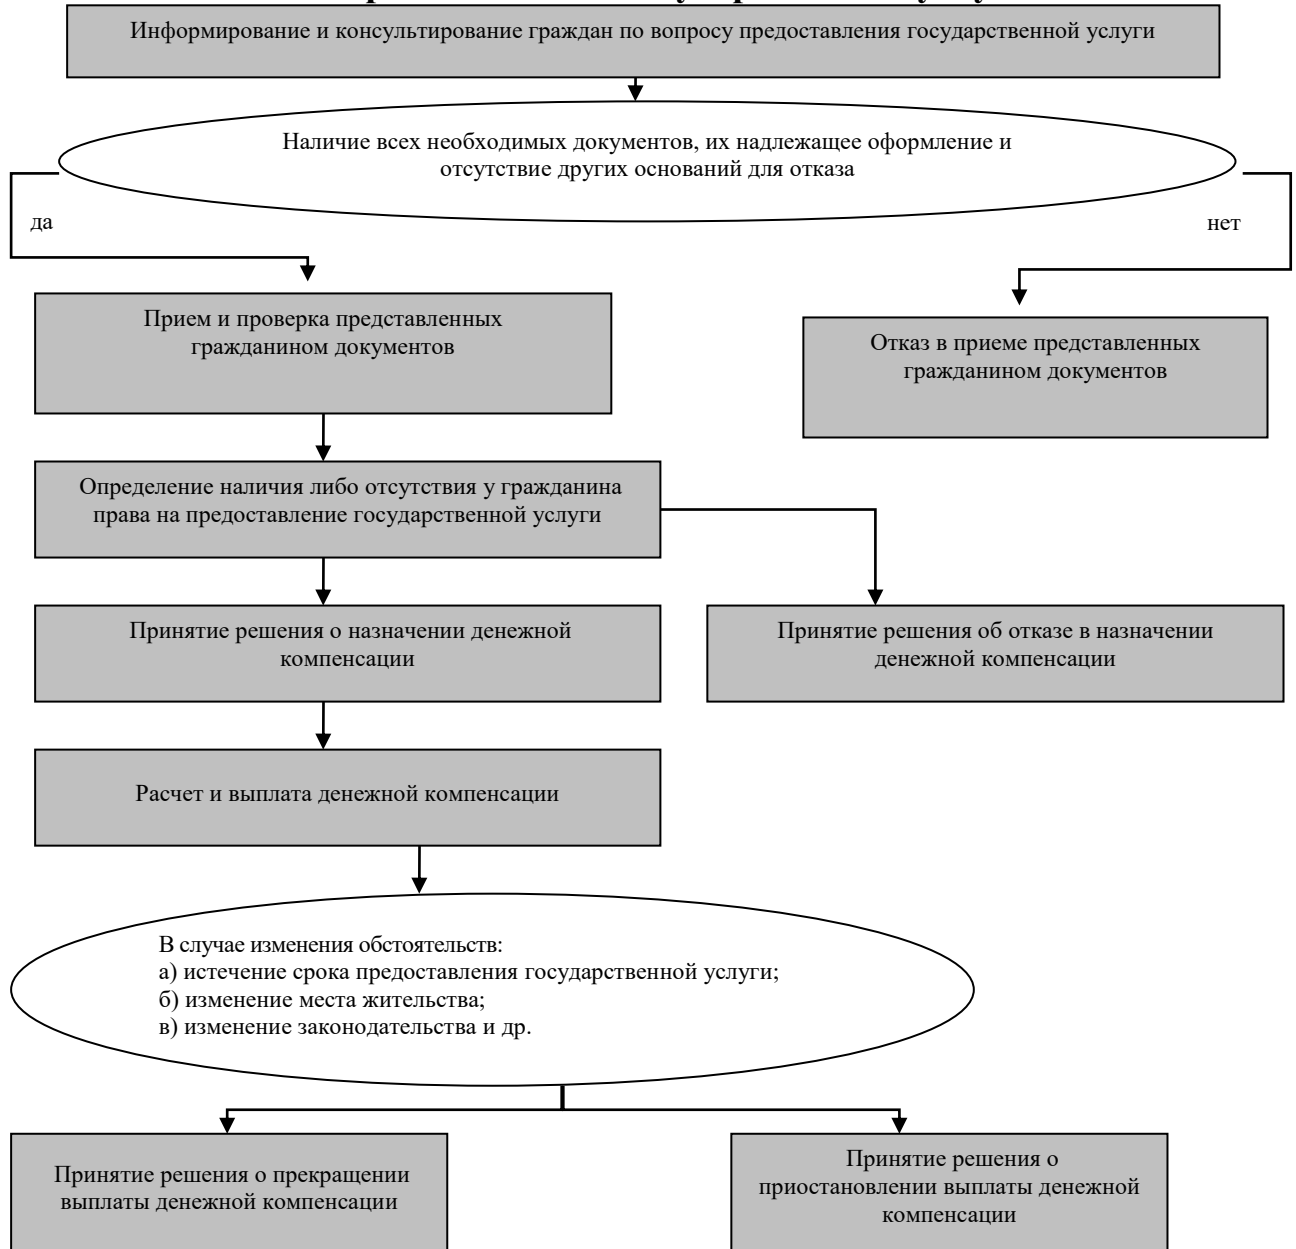 Информирование и консультирование граждан по вопросу предоставления государственной услуги
Наличие всех необходимых документов, их надлежащее оформление и
отсутствие других оснований для отказа
да
нет
Прием и проверка представленных
гражданином документов
Отказ в приеме представленных
гражданином документов
Определение наличия либо отсутствия у гражданина
права на предоставление государственной услуги
Принятие решения о назначении денежной
компенсации
Принятие решения об отказе в назначении
денежной компенсации
Расчет и выплата денежной компенсации
В случае изменения обстоятельств:
а) истечение срока предоставления государственной услуги;
б) изменение места жительства;
в) изменение законодательства и др.
Принятие решения о прекращении
выплаты денежной компенсации
Принятие решения о
приостановлении выплаты денежной
компенсации